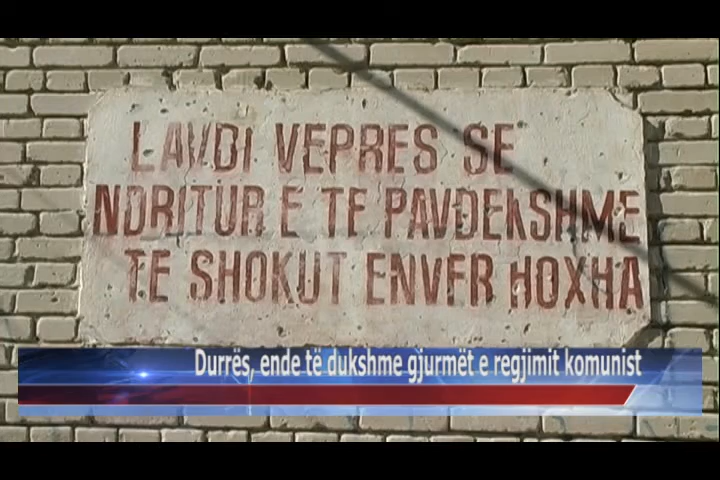 LAVDI VEPRES SE
NDRITUR E TE PAVDEKSHME
TE SHOKUT ENVER HOXHA
Durrës, ende të dukshme gjurmët e regjimit komunist